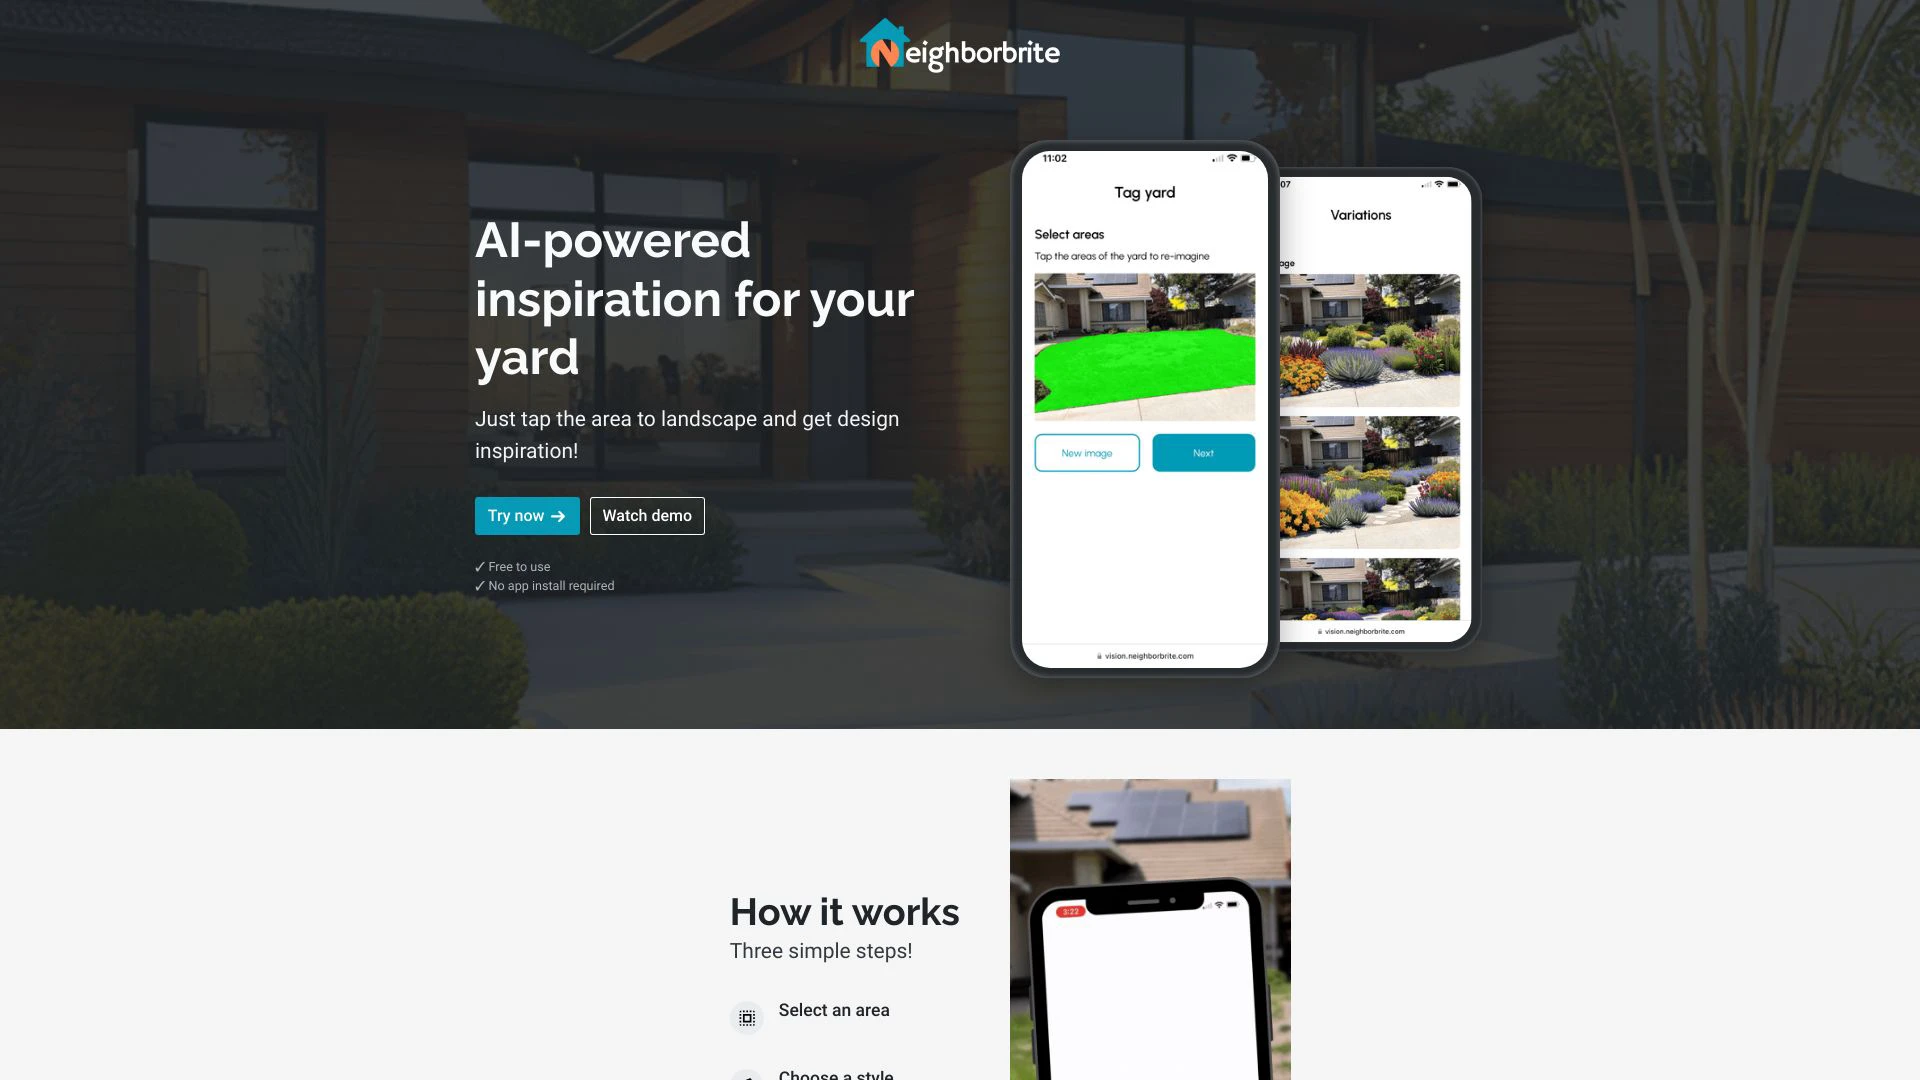 Neighborbrite
AI-powered
inspiration for your
yard
Just tap the area to landscape and get design
inspiration!
Try now →
Watch demo
✓ Free to use
✓ No app install required
11:02
Tag yard
Select areas
Tap the areas of the yard to re-imagine
New image
Next
vision.neighborbrite.com
07
Variations
age
vision.neighborbrite.com
How it works
Three simple steps!
Select an area
Choose a style
3:22